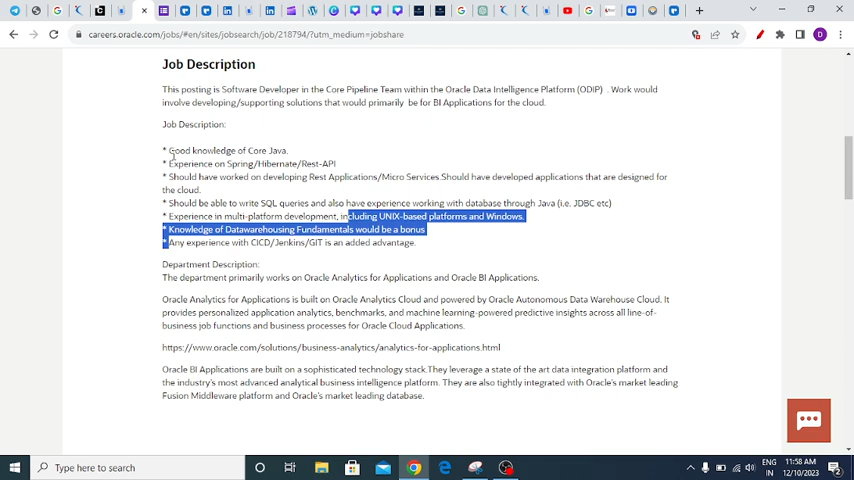 careers.oracle.com/jobs/#en/sites/jobsearch/job/218794/?utm_medium=jobshare
Job Description
This posting is Software Developer in the Core Pipeline Team within the Oracle Data Intelligence Platform (ODIP) . Work would
involve developing/supporting solutions that would primarily be for BI Applications for the cloud.
Job Description:
* Good knowledge of Core Java.
* Experience on Spring/Hibernate/Rest-API
* Should have worked on developing Rest Applications/Micro Services.Should have developed applications that are designed for
the cloud.
* Should be able to write SQL queries and also have experience working with database through Java (i.e. JDBC etc)
* Experience in multi-platform development, including UNIX-based platforms and Windows.
* Knowledge of Datawarehousing Fundamentals would be a bonus
* Any experience with CICD/Jenkins/GIT is an added advantage.
Department Description:
The department primarily works on Oracle Analytics for Applications and Oracle BI Applications.
Oracle Analytics for Applications is built on Oracle Analytics Cloud and powered by Oracle Autonomous Data Warehouse Cloud. It
provides personalized application analytics, benchmarks, and machine learning-powered predictive insights across all line-of-
business job functions and business processes for Oracle Cloud Applications.
https://www.oracle.com/solutions/business-analytics/analytics-for-applications.html
Oracle BI Applications are built on a sophisticated technology stack.They leverage a state of the art data integration platform and
the industry's most advanced analytical business intelligence platform. They are also tightly integrated with Oracle's market leading
Fusion Middleware platform and Oracle's market leading database.
Type here to search
ENG
IN
11:58 AM
12/10/2023
2